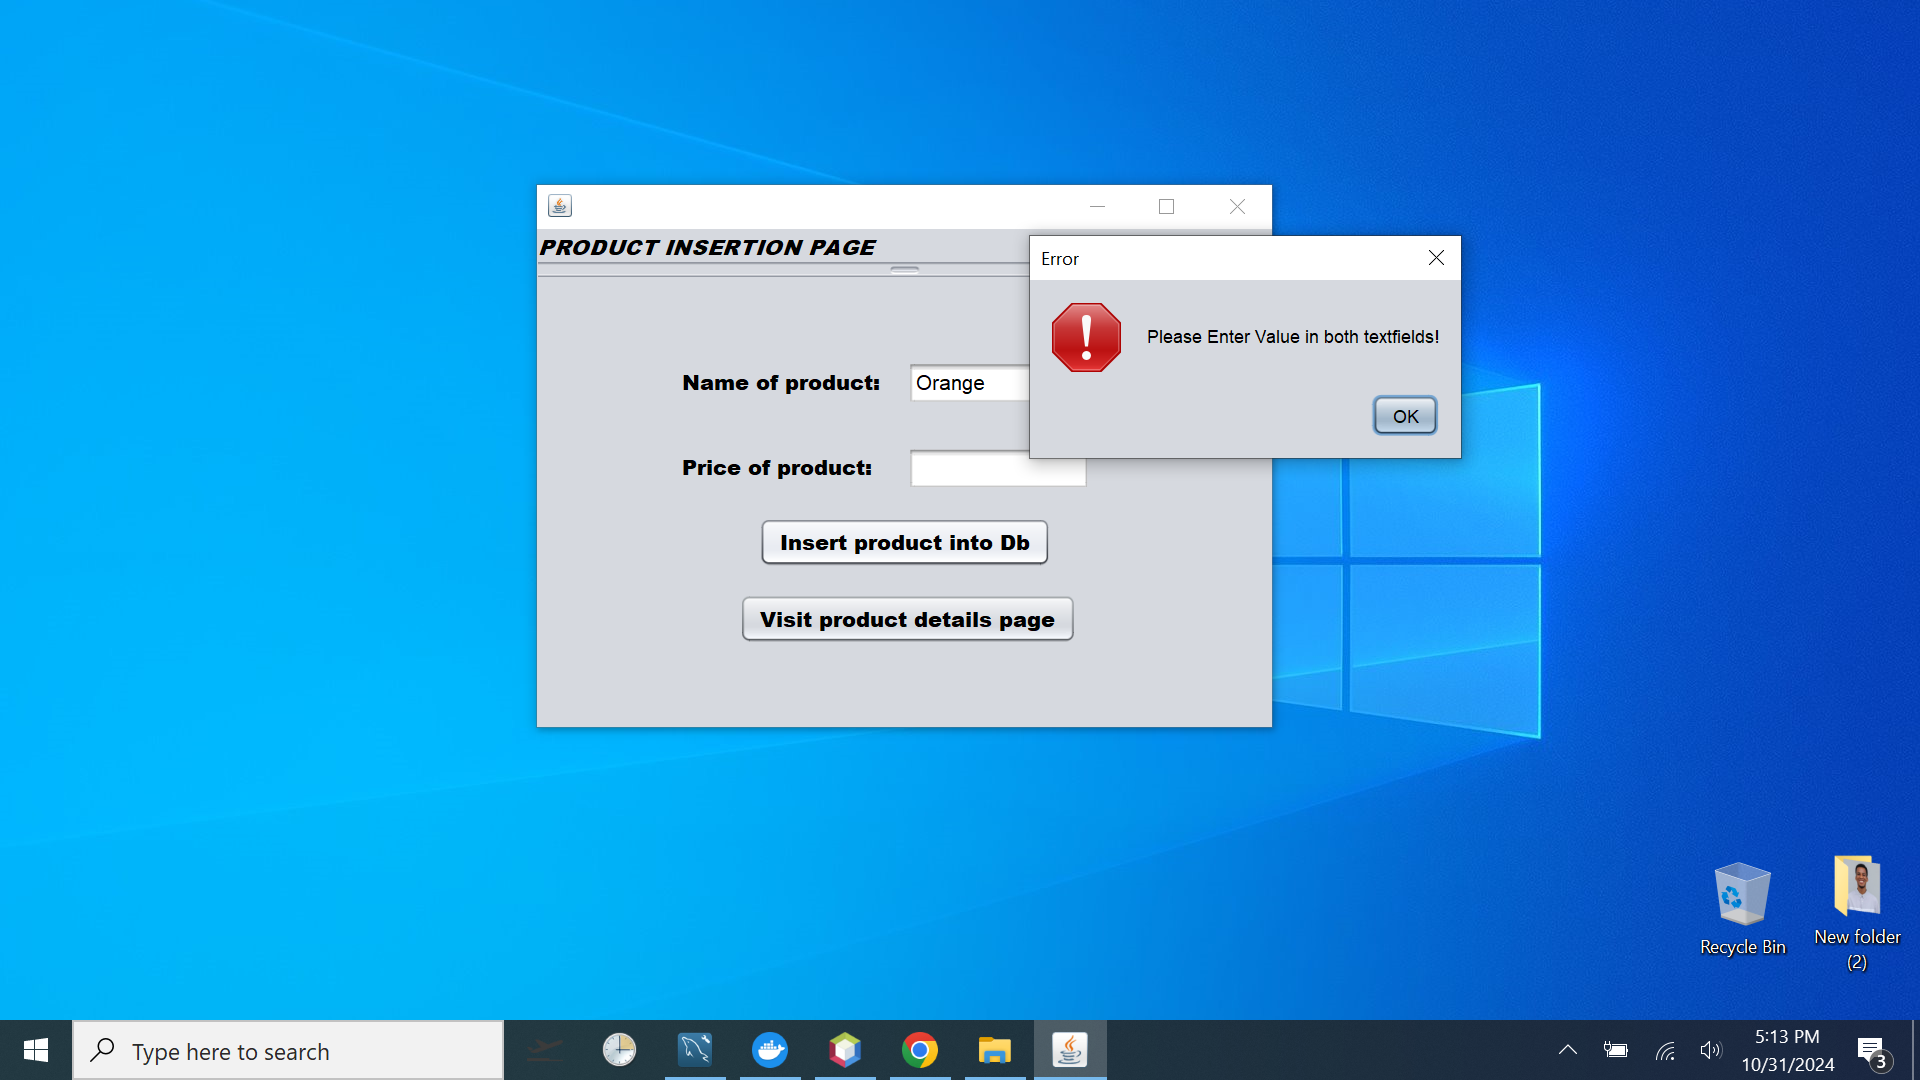 PRODUCT INSERTION PAGE
Error
Please Enter Value in both textfields!
OK
Name of product:
Orange
Price of product:
Insert product into Db
Visit product details page
Recycle Bin
New folder
(2)
Type here to search
5:13 PM
10/31/2024
3